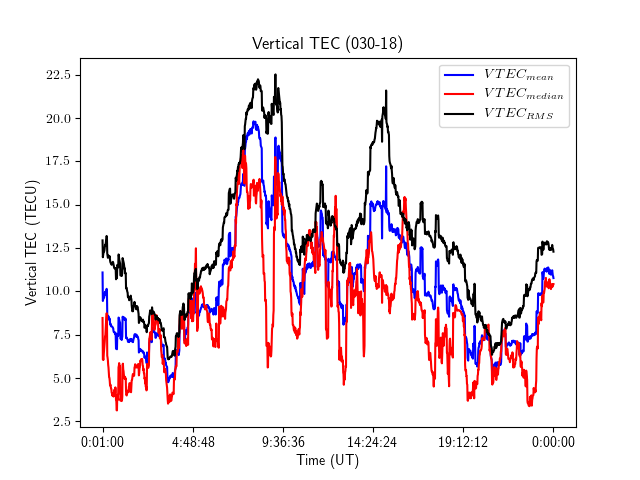 Vertical TEC (030-18)
VTEC_mean
VTEC_median
VTEC_RMS
Vertical TEC (TECU)
22.5
20.0
17.5
15.0
12.5
10.0
7.5
5.0
2.5
0:01:00 4:48:48 9:36:36 14:24:24 19:12:12 0:00:00
Time (UT)